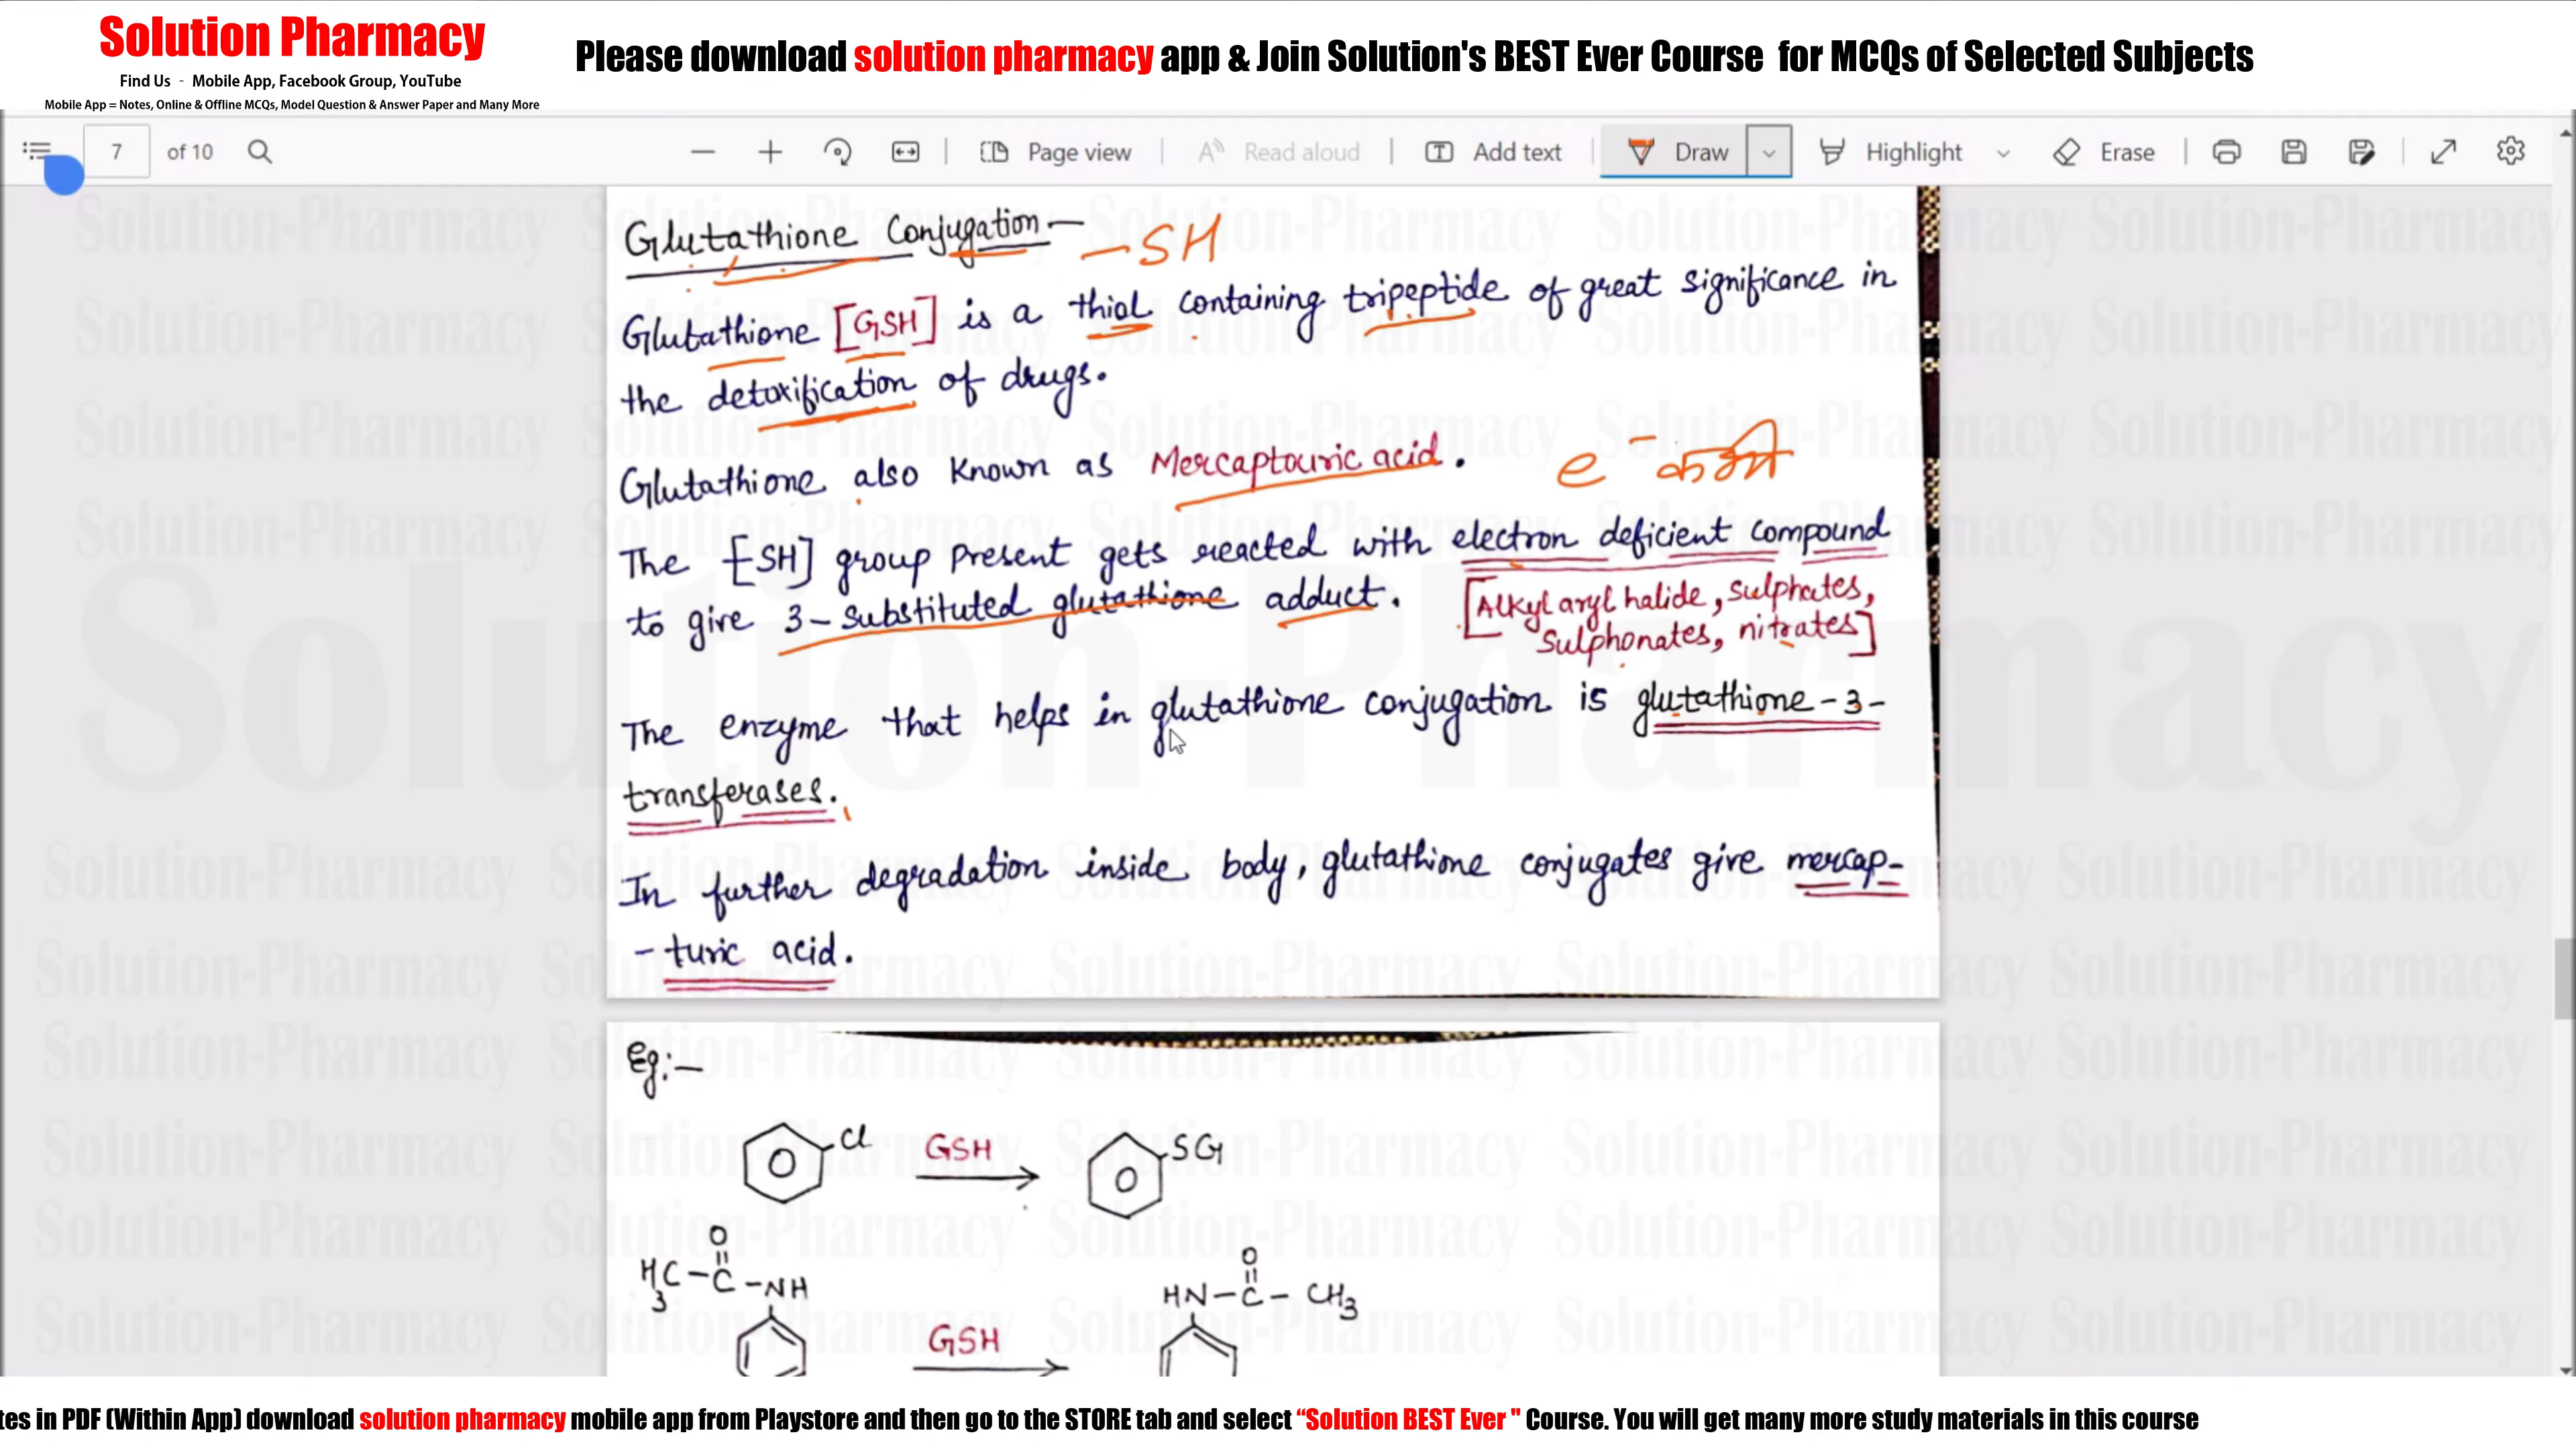 Solution Pharmacy
Find Us - Mobile App, Facebook Group, YouTube
Mobile App = Notes, Online & Offline MCQs, Model Question & Answer Paper and Many More
Please download solution pharmacy app & Join Solution's BEST Ever Course for MCQs of Selected Subjects
7 of 10 Page view Read aloud Add text Draw Highlight Erase
Glutathione Conjugation — — SH
Glutathione [GSH] is a thiol containing tripeptide of great significance in
the detoxification of drugs.
Glutathione also known as Mercaptouric acid. e⁻
The [-SH] group present gets reacted with electron deficient compound
to give 3-substituted glutathione adduct. [Alkyl aryl halide, sulphates,
sulphonates, nitrates]
The enzyme that helps in glutathione conjugation is glutathione-3-
transferases.
In further degradation inside body, glutathione conjugates give mercap-
-turic acid.
Eg:—
Cl GSH SG
O
H3C-C-NH
O
HN-C-CH3
GSH
Solution-Pharmacy
tes in PDF (Within App) download solution pharmacy mobile app from Playstore and then go to the STORE tab and select “Solution BEST Ever " Course. You will get many more study materials in this course